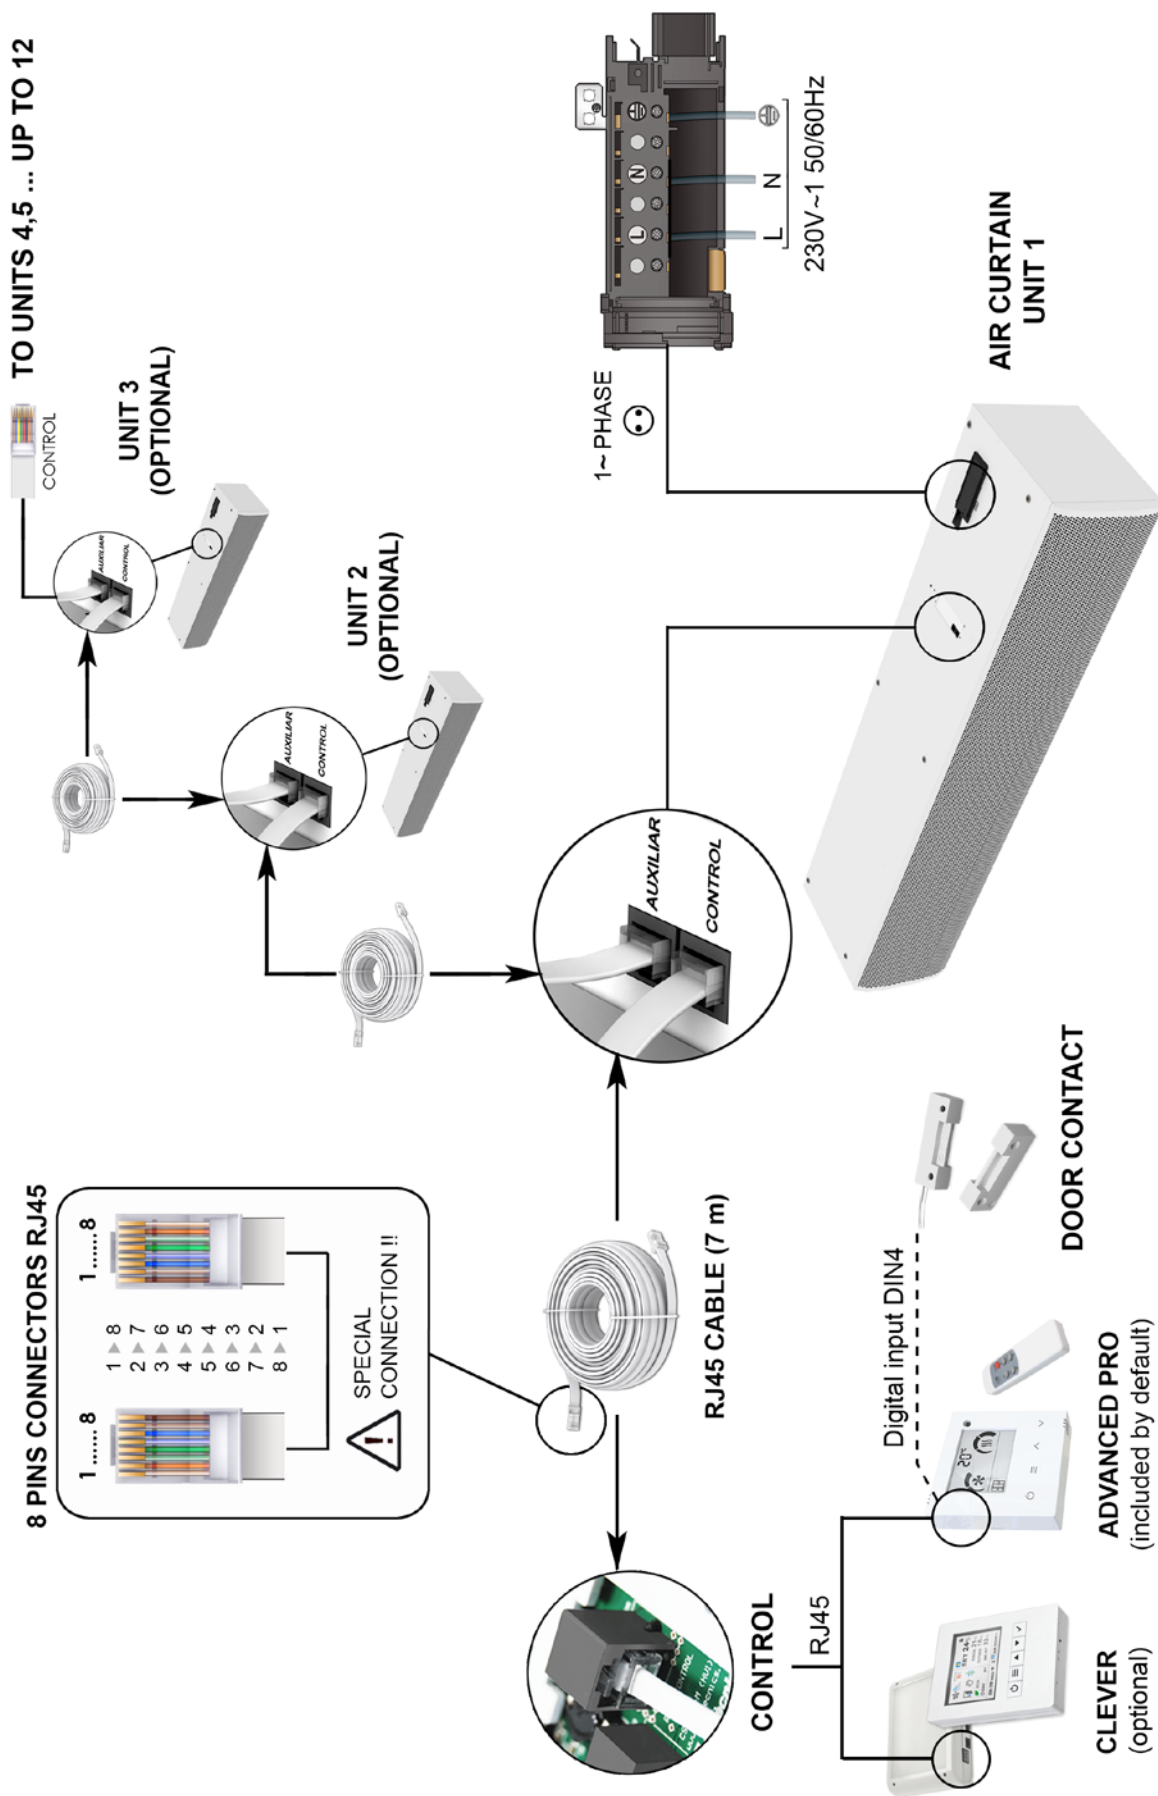 8 PINS CONNECTORS RJ45
1 ...... 8
1 ...... 8
1 ▶ 8
2 ▶ 7
3 ▶ 6
4 ▶ 5
5 ▶ 4
6 ▶ 3
7 ▶ 2
8 ▶ 1
SPECIAL
CONNECTION !!
TO UNITS 4,5 ... UP TO 12
CONTROL
UNIT 3
(OPTIONAL)
AUXILIAR
CONTROL
UNIT 2
(OPTIONAL)
AUXILIAR
CONTROL
AUXILIAR
CONTROL
1~ PHASE
L
N
L
N
230V ~1 50/60Hz
AIR CURTAIN
UNIT 1
RJ45 CABLE (7 m)
CONTROL
CONTROL
RJ45
Digital input DIN4
DOOR CONTACT
20°C
CLEVER
(optional)
ADVANCED PRO
(included by default)